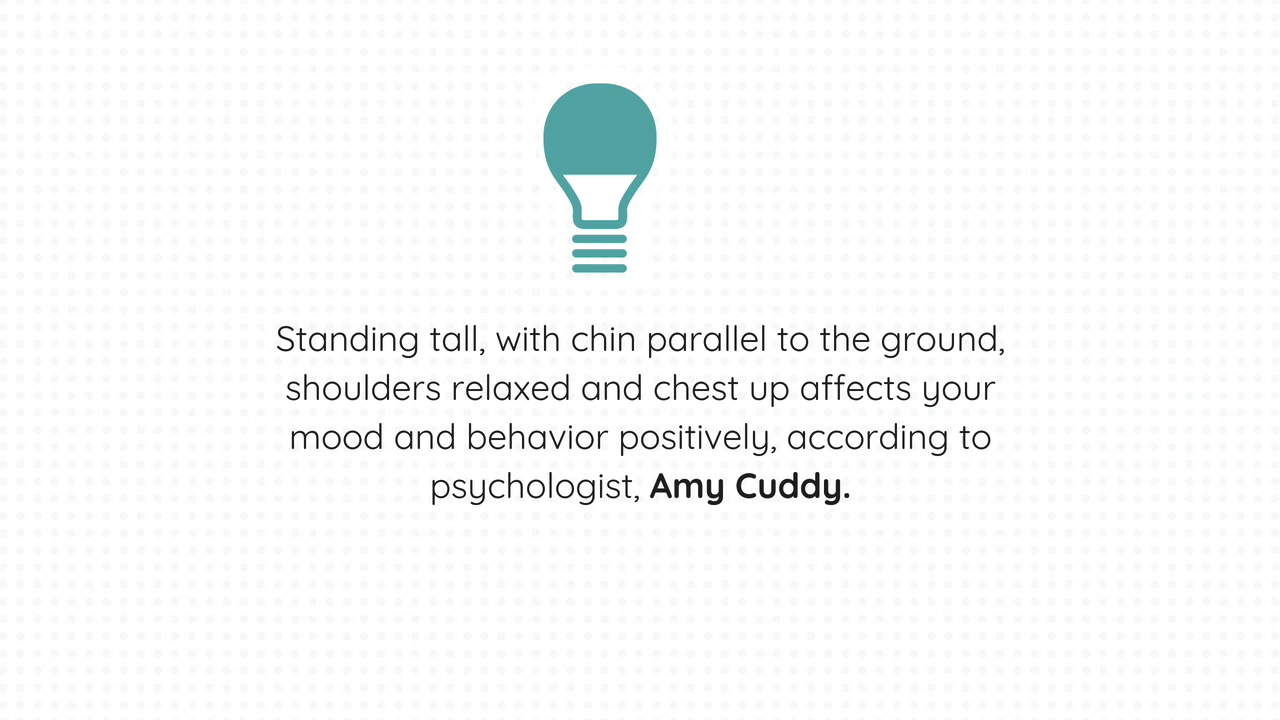 Standing tall, with chin parallel to the ground,
shoulders relaxed and chest up affects your
mood and behavior positively, according to
psychologist, Amy Cuddy.